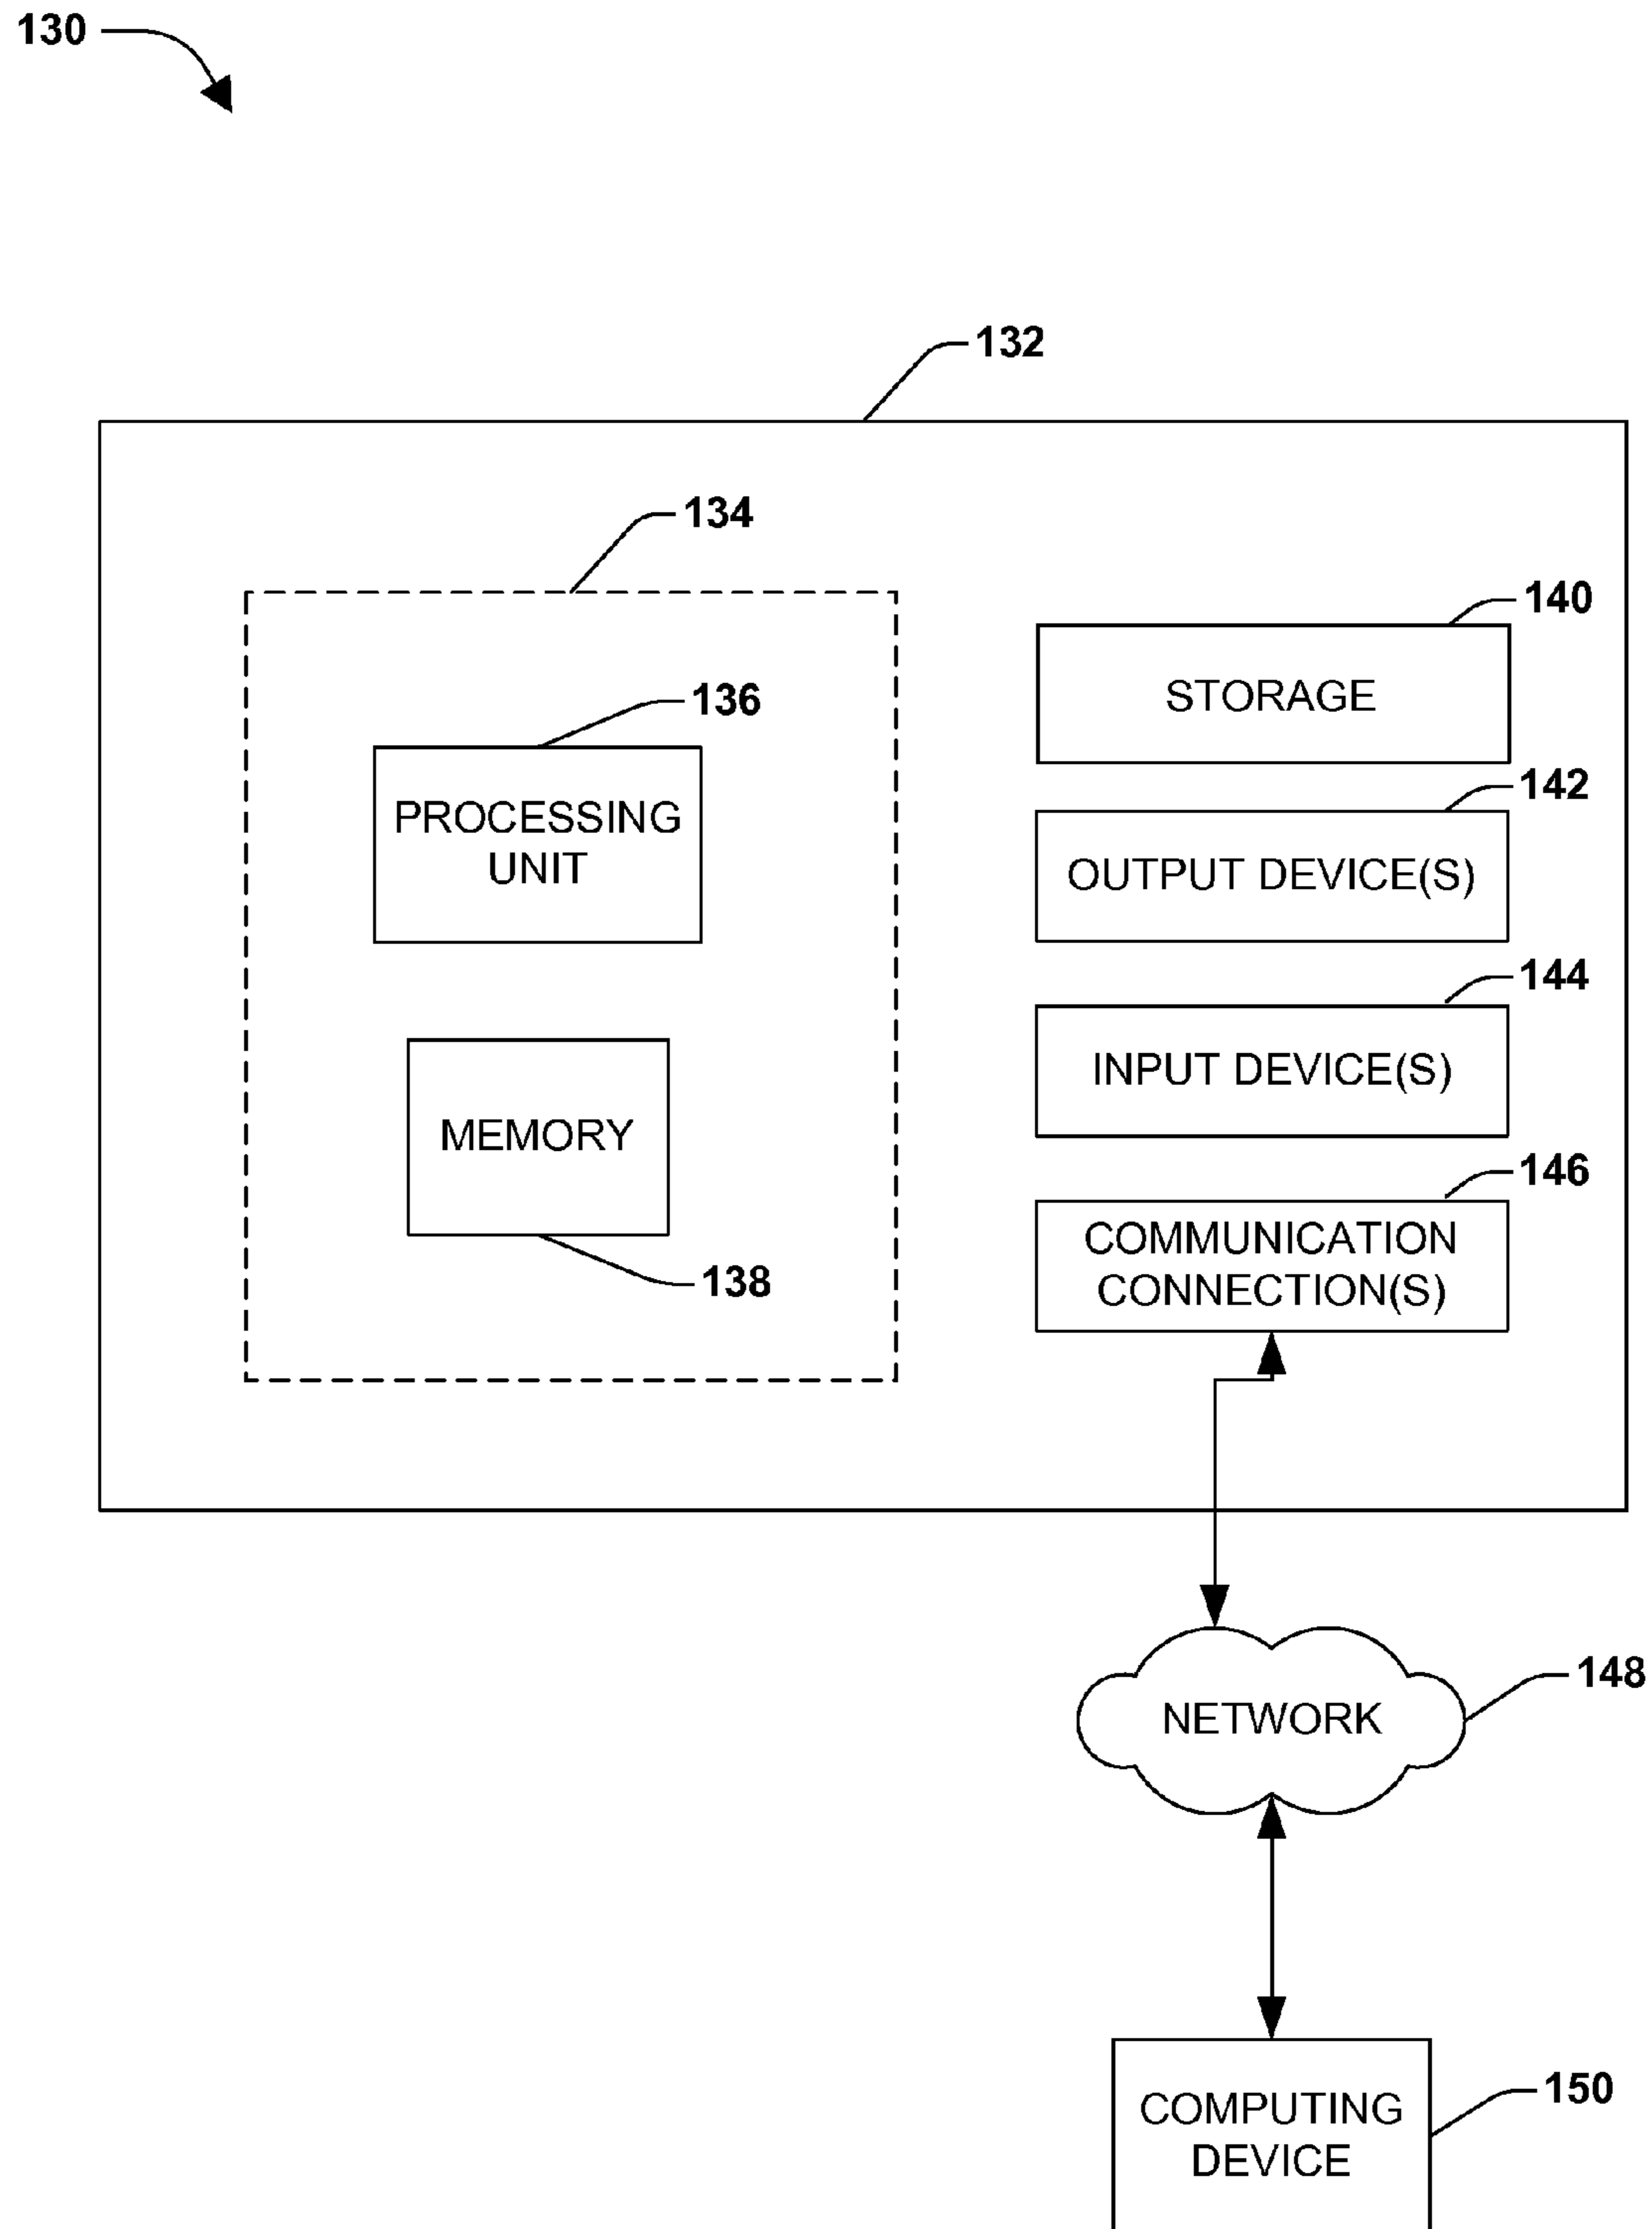 130
132
134
140
136
STORAGE
142
PROCESSING
UNIT
OUTPUT DEVICE(S)
144
INPUT DEVICE(S)
MEMORY
146
COMMUNICATION
CONNECTION(S)
138
148
NETWORK
150
COMPUTING
DEVICE